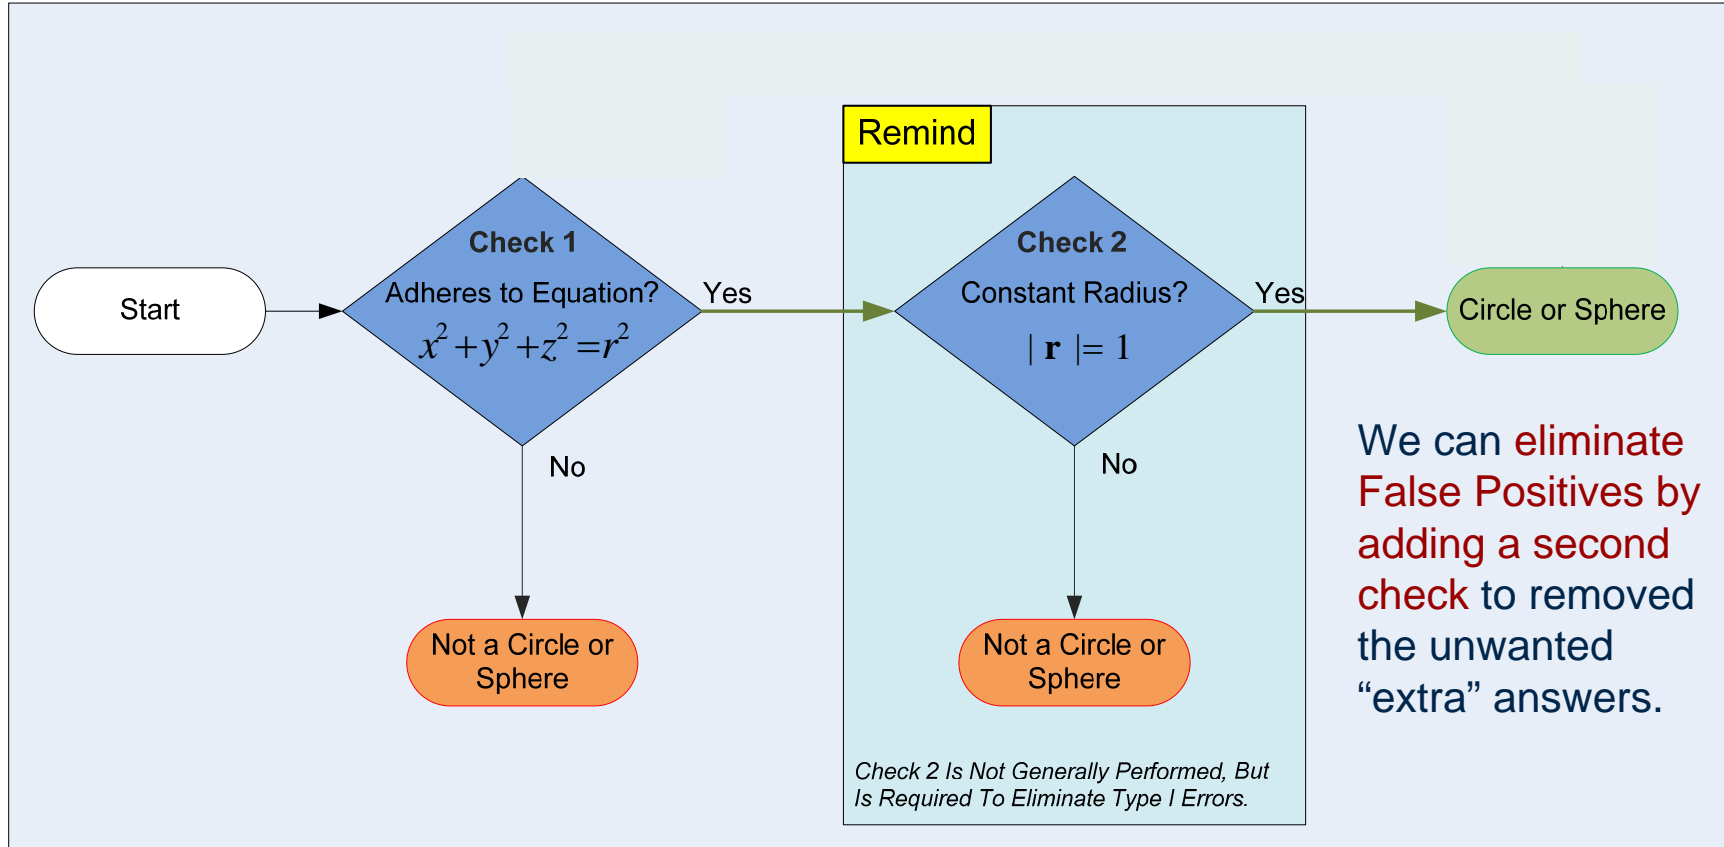 Remind
Check 1
Adheres to Equation?
x² + y² + z² = r²
Check 2
Constant Radius?
| r | = 1
Start
Yes
Yes
Circle or Sphere
No
No
Not a Circle or
Sphere
Not a Circle or
Sphere
We can eliminate
False Positives by
adding a second
check to removed
the unwanted
“extra” answers.
Check 2 Is Not Generally Performed, But
Is Required To Eliminate Type I Errors.